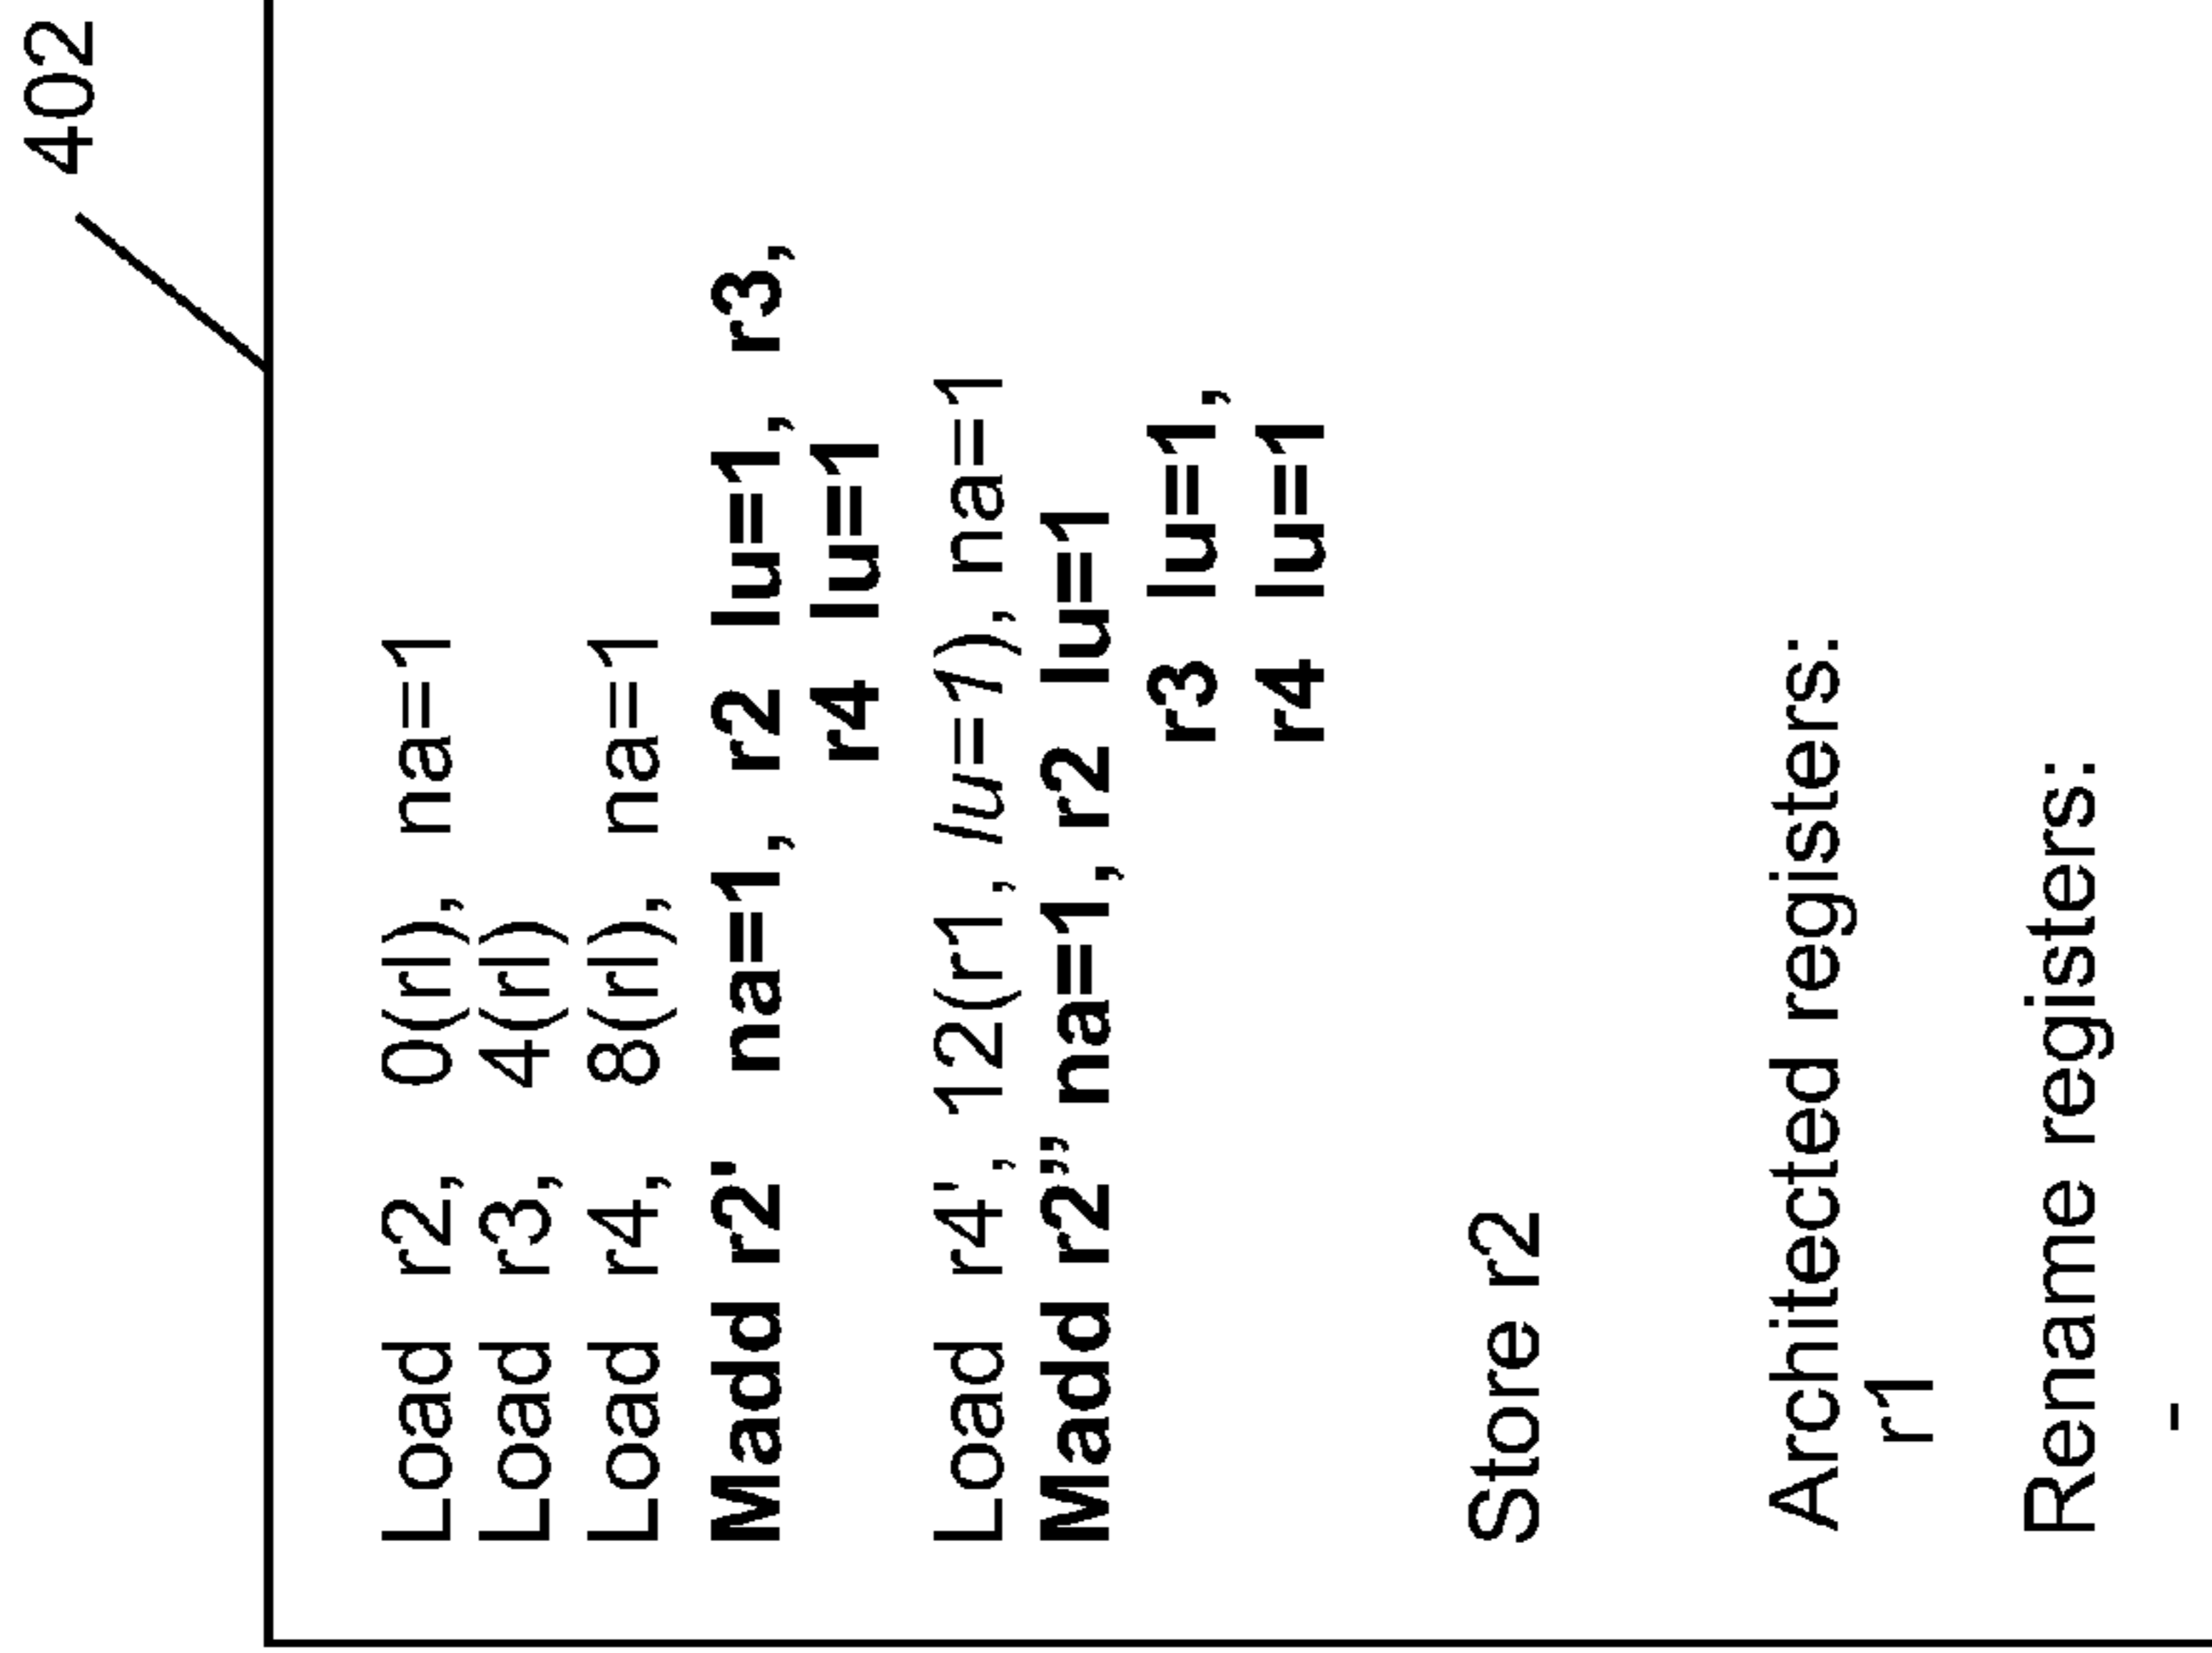 402
Load r2, 0(rl), na=1
Load r3, 4(rl)
Load r4, 8(rl), na=1
Madd r2' na=1, r2 lu=1, r3,
r4 lu=1
Load r4', 12(r1, lu=1), na=1
Madd r2” na=1, r2 lu=1
r3 lu=1,
r4 lu=1
Store r2
Architected registers:
r1
Rename registers:
-